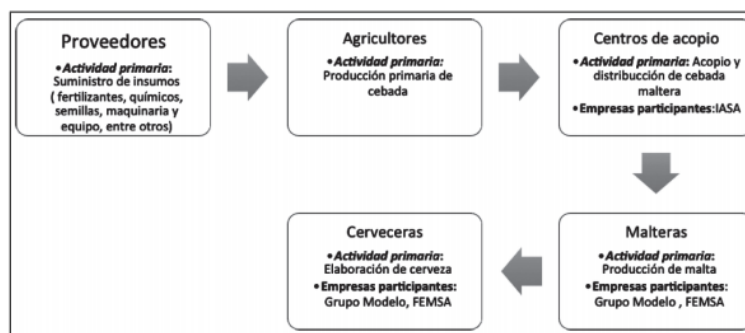 Proveedores
•Actividad primaria:
Suministro de insumos
( fertilizantes, químicos,
semillas, maquinaria y
equipo, entre otros)
Agricultores
•Actividad primaria:
Producción primaria de
cebada
Centros de acopio
•Actividad primaria: Acopio y
distribucción de cebada
maltera
•Empresas participantes:IASA
Cerveceras
•Actividad primaria:
Elaboración de cerveza
•Empresas participantes:
Grupo Modelo, FEMSA
Malteras
•Actividad primaria:
Producción de malta
•Empresas participantes:
Grupo Modelo , FEMSA